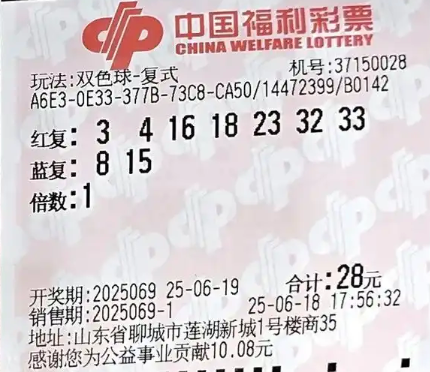 中国福利彩票
CHINA WELFARE LOTTERY
玩法:双色球-复式 机号:37150028
A6E3-0E33-377B-73C8-CA50/14472399/B0142
红复: 3 4 16 18 23 32 33
蓝复: 8 15
倍数:1
开奖期:2025069 25-06-19 合计:28元
销售期:2025069-1 25-06-18 17:56:32
地址:山东省聊城市莲湖新城1号楼商35
感谢您为公益事业贡献10.08元